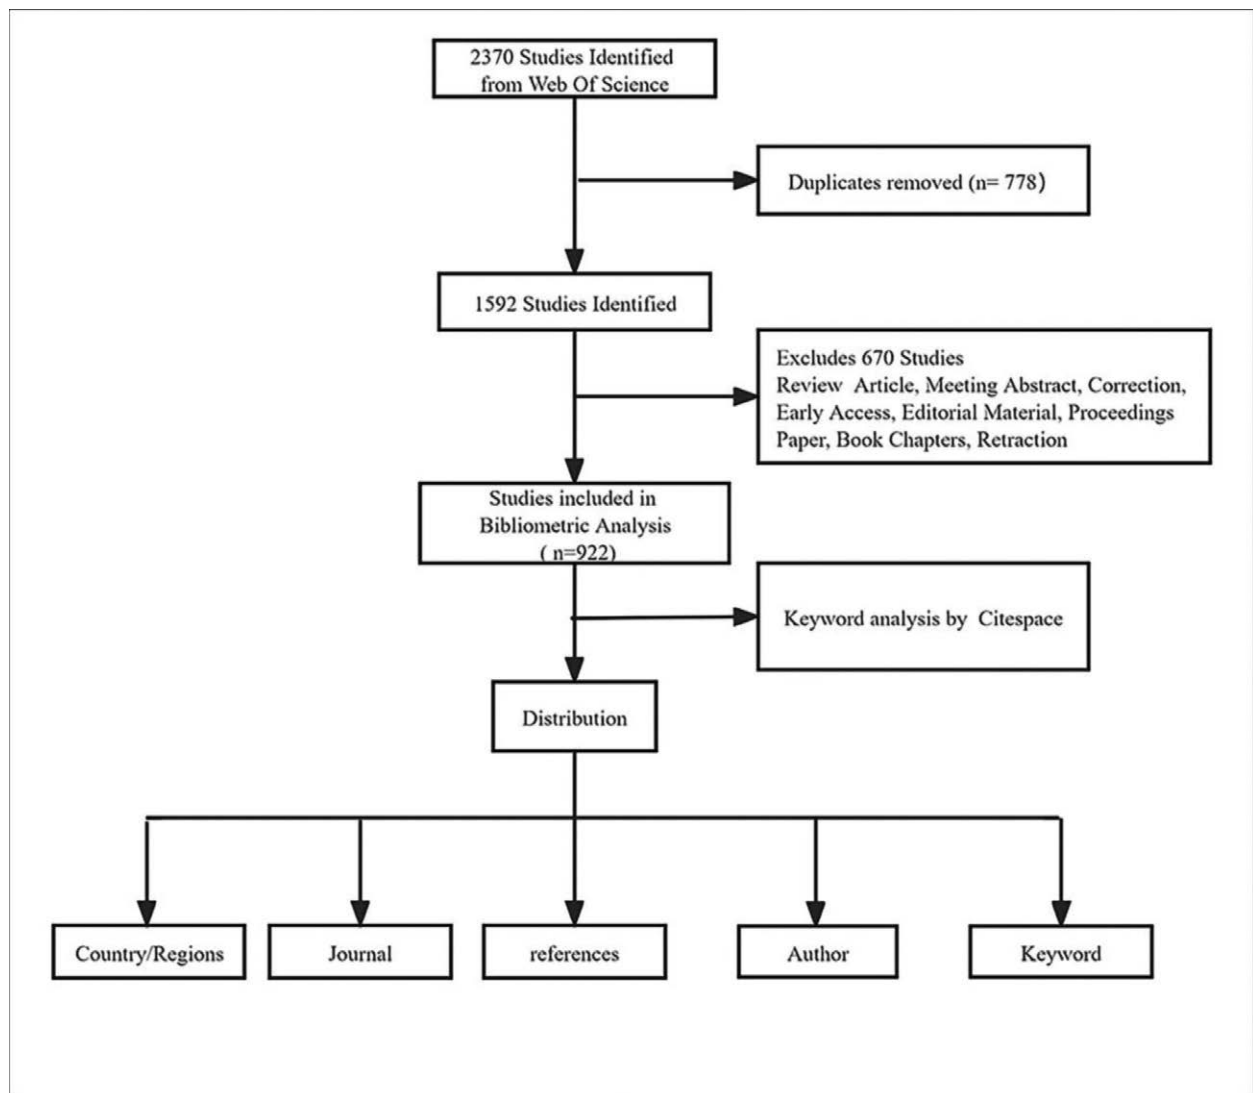 2370 Studies Identified
from Web Of Science
Duplicates removed (n= 778)
1592 Studies Identified
Excludes 670 Studies
Review Article, Meeting Abstract, Correction,
Early Access, Editorial Material, Proceedings
Paper, Book Chapters, Retraction
Studies included in
Bibliometric Analysis
( n=922)
Keyword analysis by Citespace
Distribution
Country/Regions
Journal
references
Author
Keyword